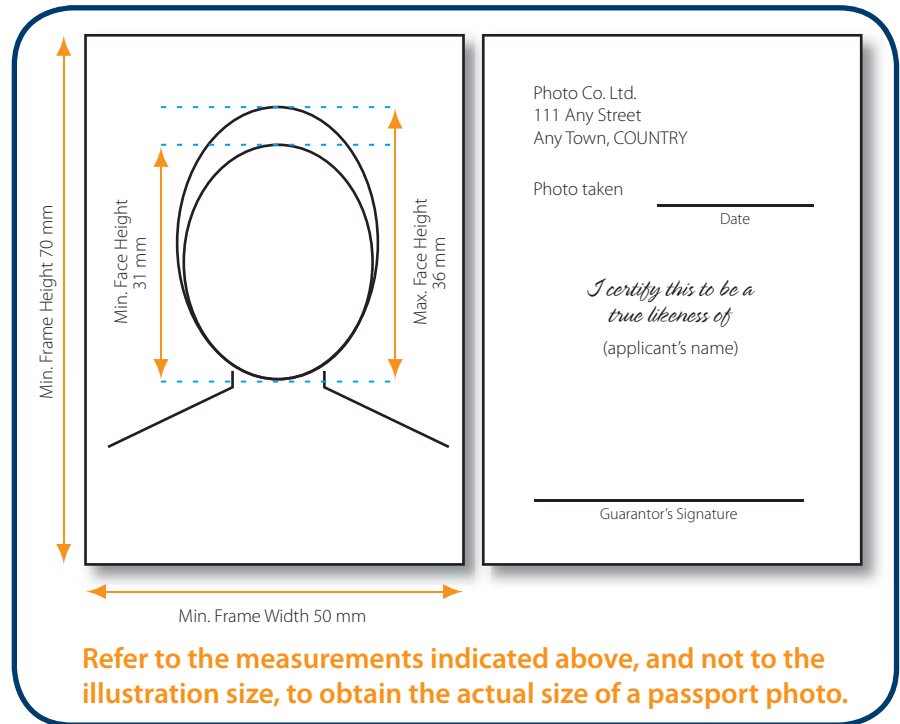 Min. Frame Height 70 mm
Min. Face Height
31 mm
Max. Face Height
36 mm
Min. Frame Width 50 mm
Photo Co. Ltd.
111 Any Street
Any Town, COUNTRY
Photo taken
Date
I certify this to be a
true likeness of
(applicant’s name)
Guarantor’s Signature
Refer to the measurements indicated above, and not to the
illustration size, to obtain the actual size of a passport photo.